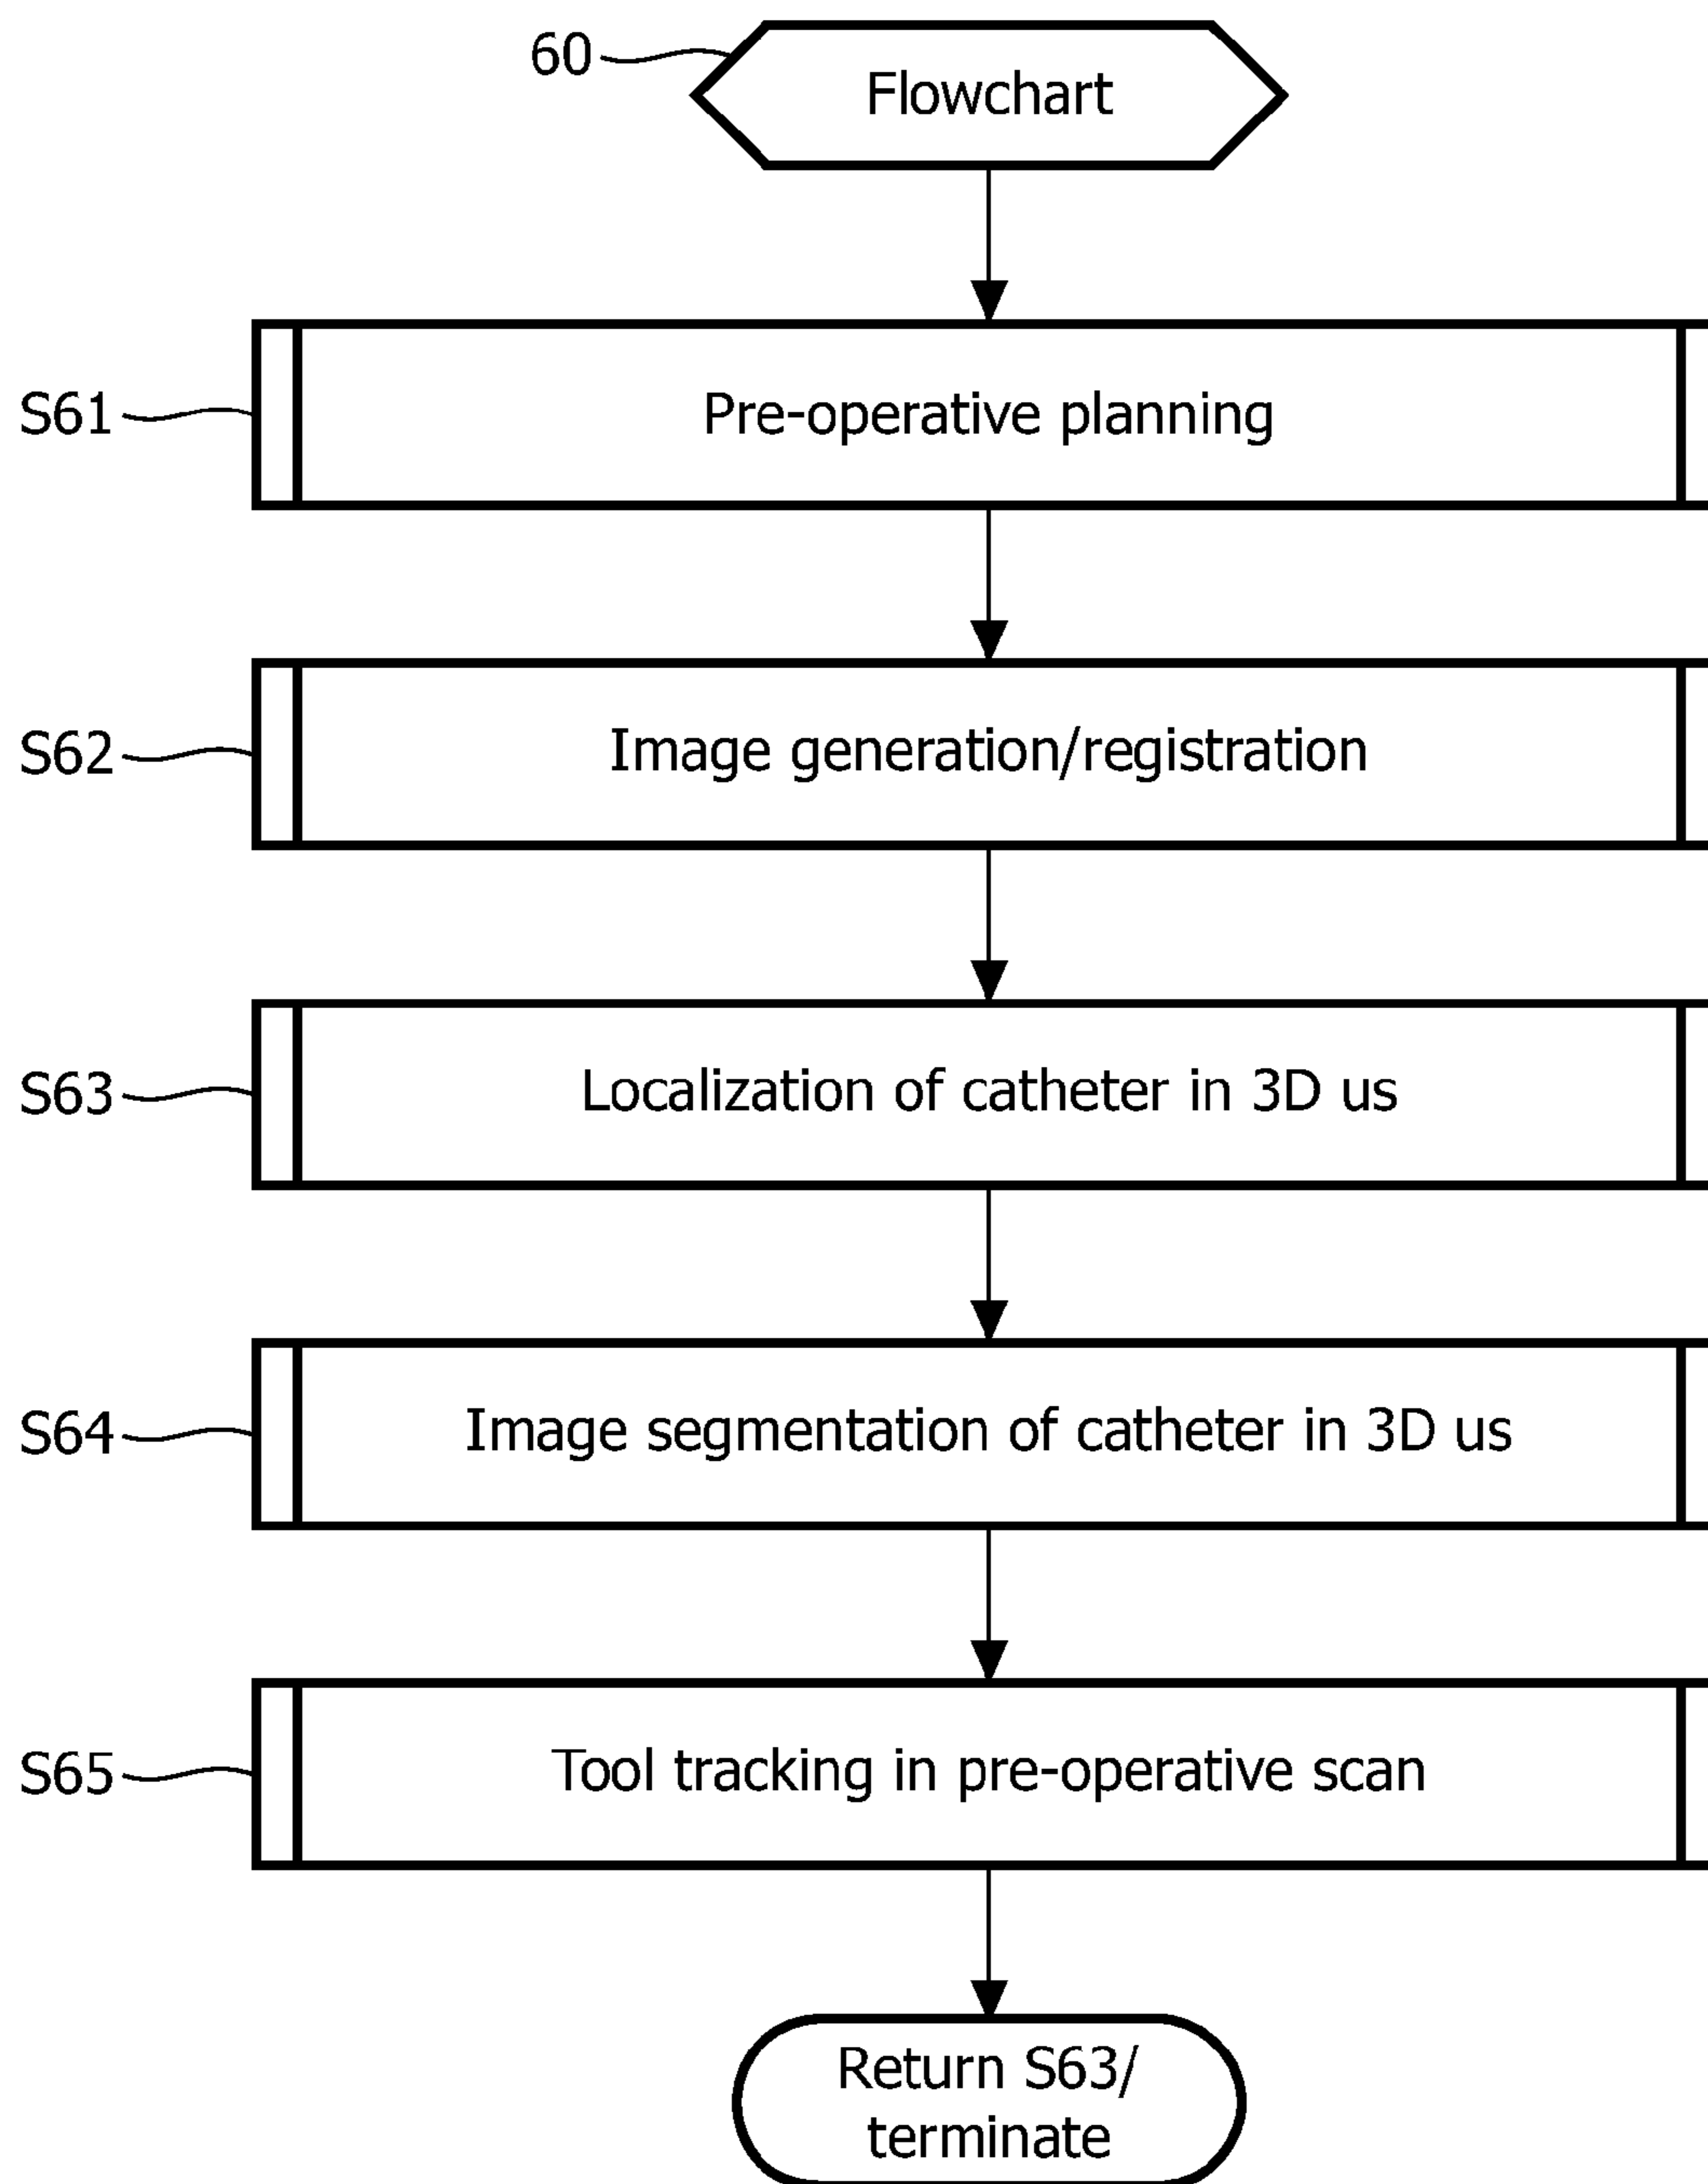 60
Flowchart
S61
Pre-operative planning
S62
Image generation/registration
S63
Localization of catheter in 3D us
S64
Image segmentation of catheter in 3D us
S65
Tool tracking in pre-operative scan
Return S63/
terminate